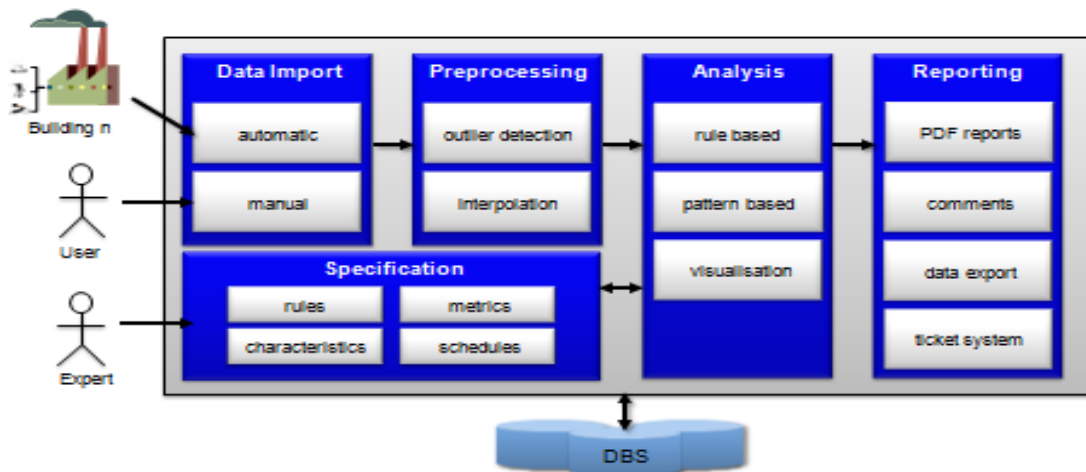 Building n
User
Expert
Data Import
automatic
manual
Preprocessing
outlier detection
Interpolation
Analysis
rule based
pattern based
visualisation
Reporting
PDF reports
comments
data export
ticket system
Specification
rules
metrics
characteristics
schedules
DBS